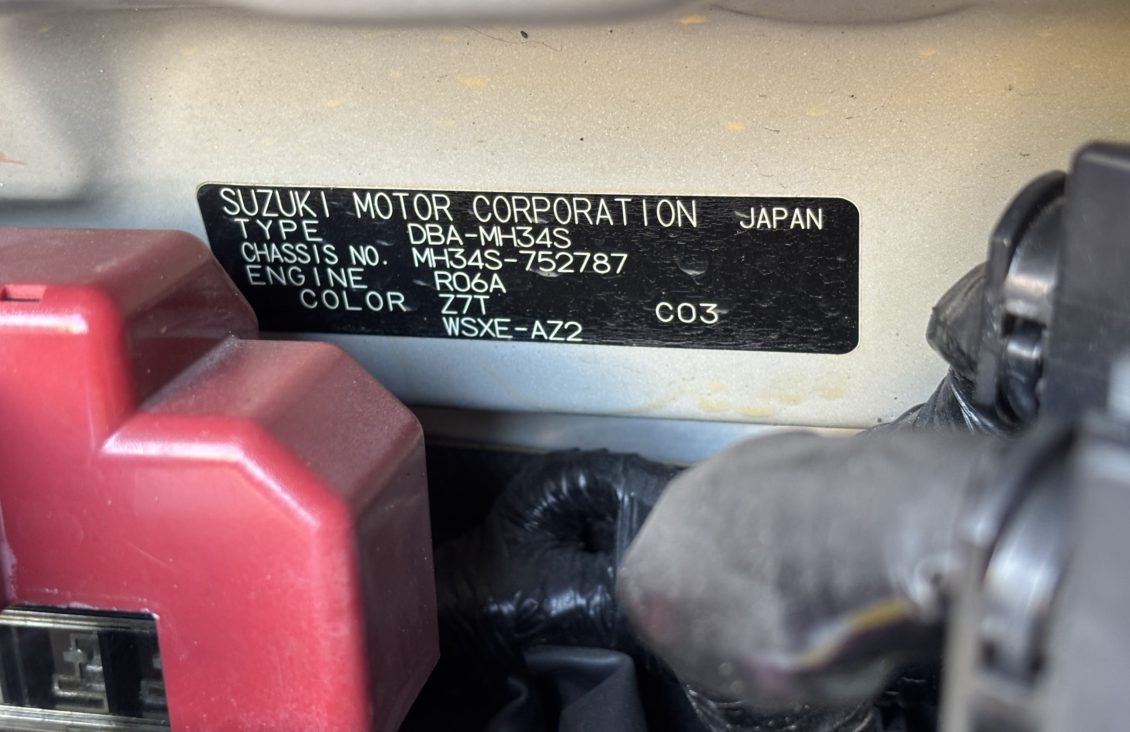 SUZUKI MOTOR CORPORATION JAPAN
TYPE DBA-MH34S
CHASSIS NO. MH34S-752787
ENGINE R06A
COLOR Z7T C03
WSXE-AZ2